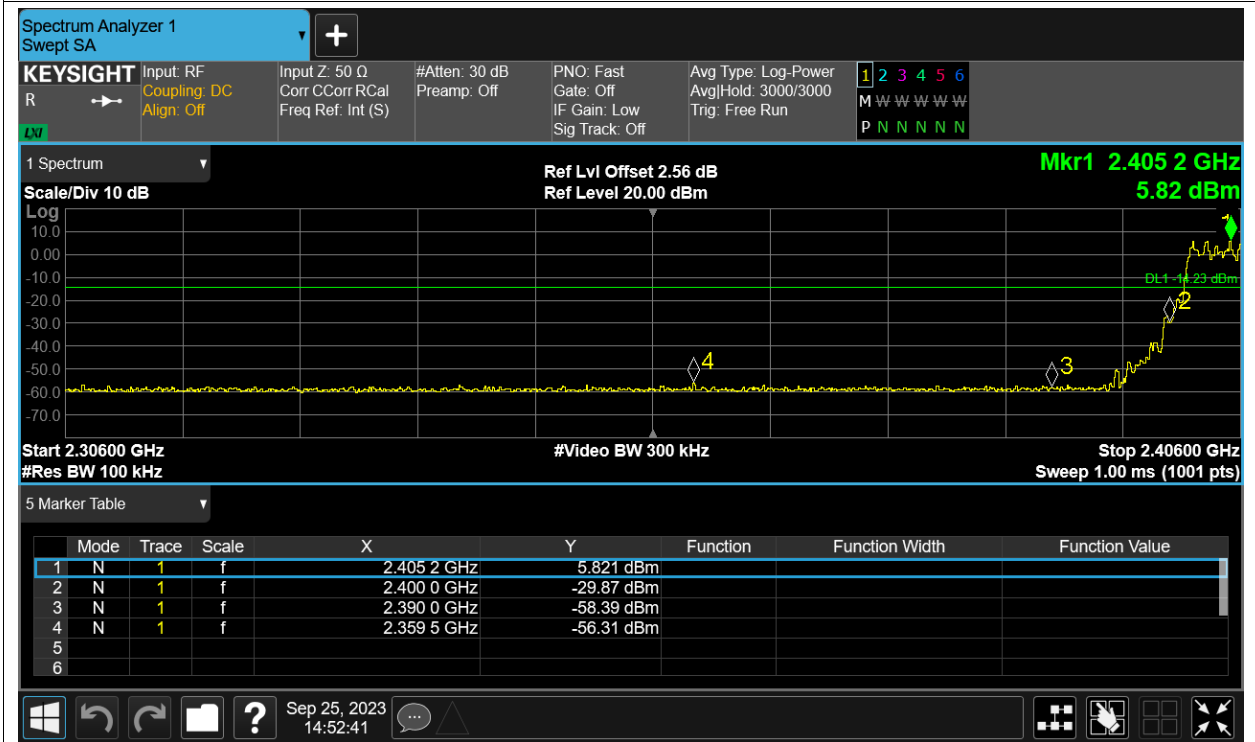 Spectrum Analyzer 1
Swept SA
KEYSIGHT Input: RF Input Z: 50 Ω #Atten: 30 dB PNO: Fast Avg Type: Log-Power 1 2 3 4 5 6
R Coupling: DC Corr CCorr RCal Preamp: Off Gate: Off Avg|Hold: 3000/3000 M W W W W W
Align: Off Freq Ref: Int (S) IF Gain: Low Trig: Free Run
LXI Sig Track: Off P N N N N N
1 Spectrum Ref Lvl Offset 2.56 dB Mkr1 2.405 2 GHz
Scale/Div 10 dB Ref Level 20.00 dBm 5.82 dBm
Log
10.0
0.00
-10.0 DL1 -14.23 dBm
-20.0 2
-30.0
-40.0
-50.0 4 3
-60.0
-70.0
Start 2.30600 GHz #Video BW 300 kHz Stop 2.40600 GHz
#Res BW 100 kHz Sweep 1.00 ms (1001 pts)
5 Marker Table
Mode Trace Scale X Y Function Function Width Function Value
1 N 1 f 2.405 2 GHz 5.821 dBm
2 N 1 f 2.400 0 GHz -29.87 dBm
3 N 1 f 2.390 0 GHz -58.39 dBm
4 N 1 f 2.359 5 GHz -56.31 dBm
5
6
? Sep 25, 2023
14:52:41